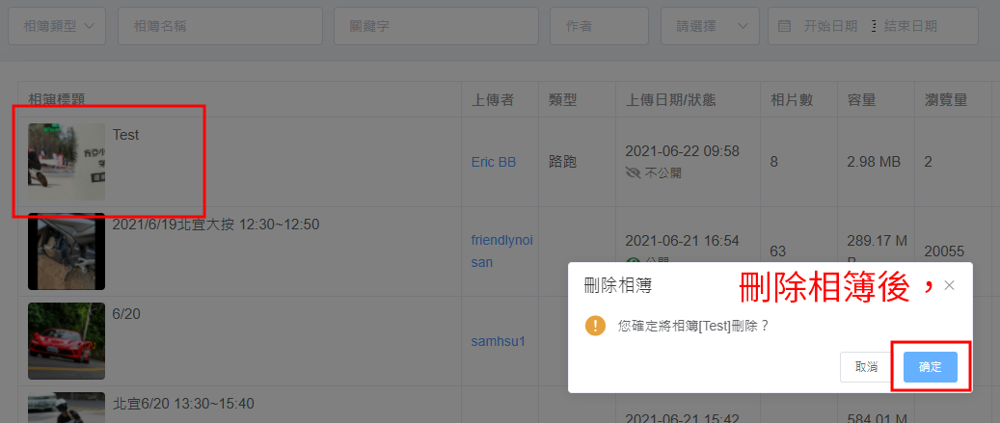 相簿類型
相簿名稱
關鍵字
作者
請選擇
开始日期
至
结束日期
相簿標題
上傳者
類型
上傳日期/狀態
相片數
容量
瀏覽量
Test
Eric BB
路跑
2021-06-22 09:58
不公開
8
2.98 MB
2
2021/6/19北宜大按 12:30~12:50
friendlynoi
san
2021-06-21 16:54
公開
63
289.17 M
B
20055
刪除相簿
刪除相簿後，
您確定將相簿[Test]刪除？
取消
确定
6/20
samhsu1
北宜6/20 13:30~15:40
2021-06-21 15:42
584.01 M